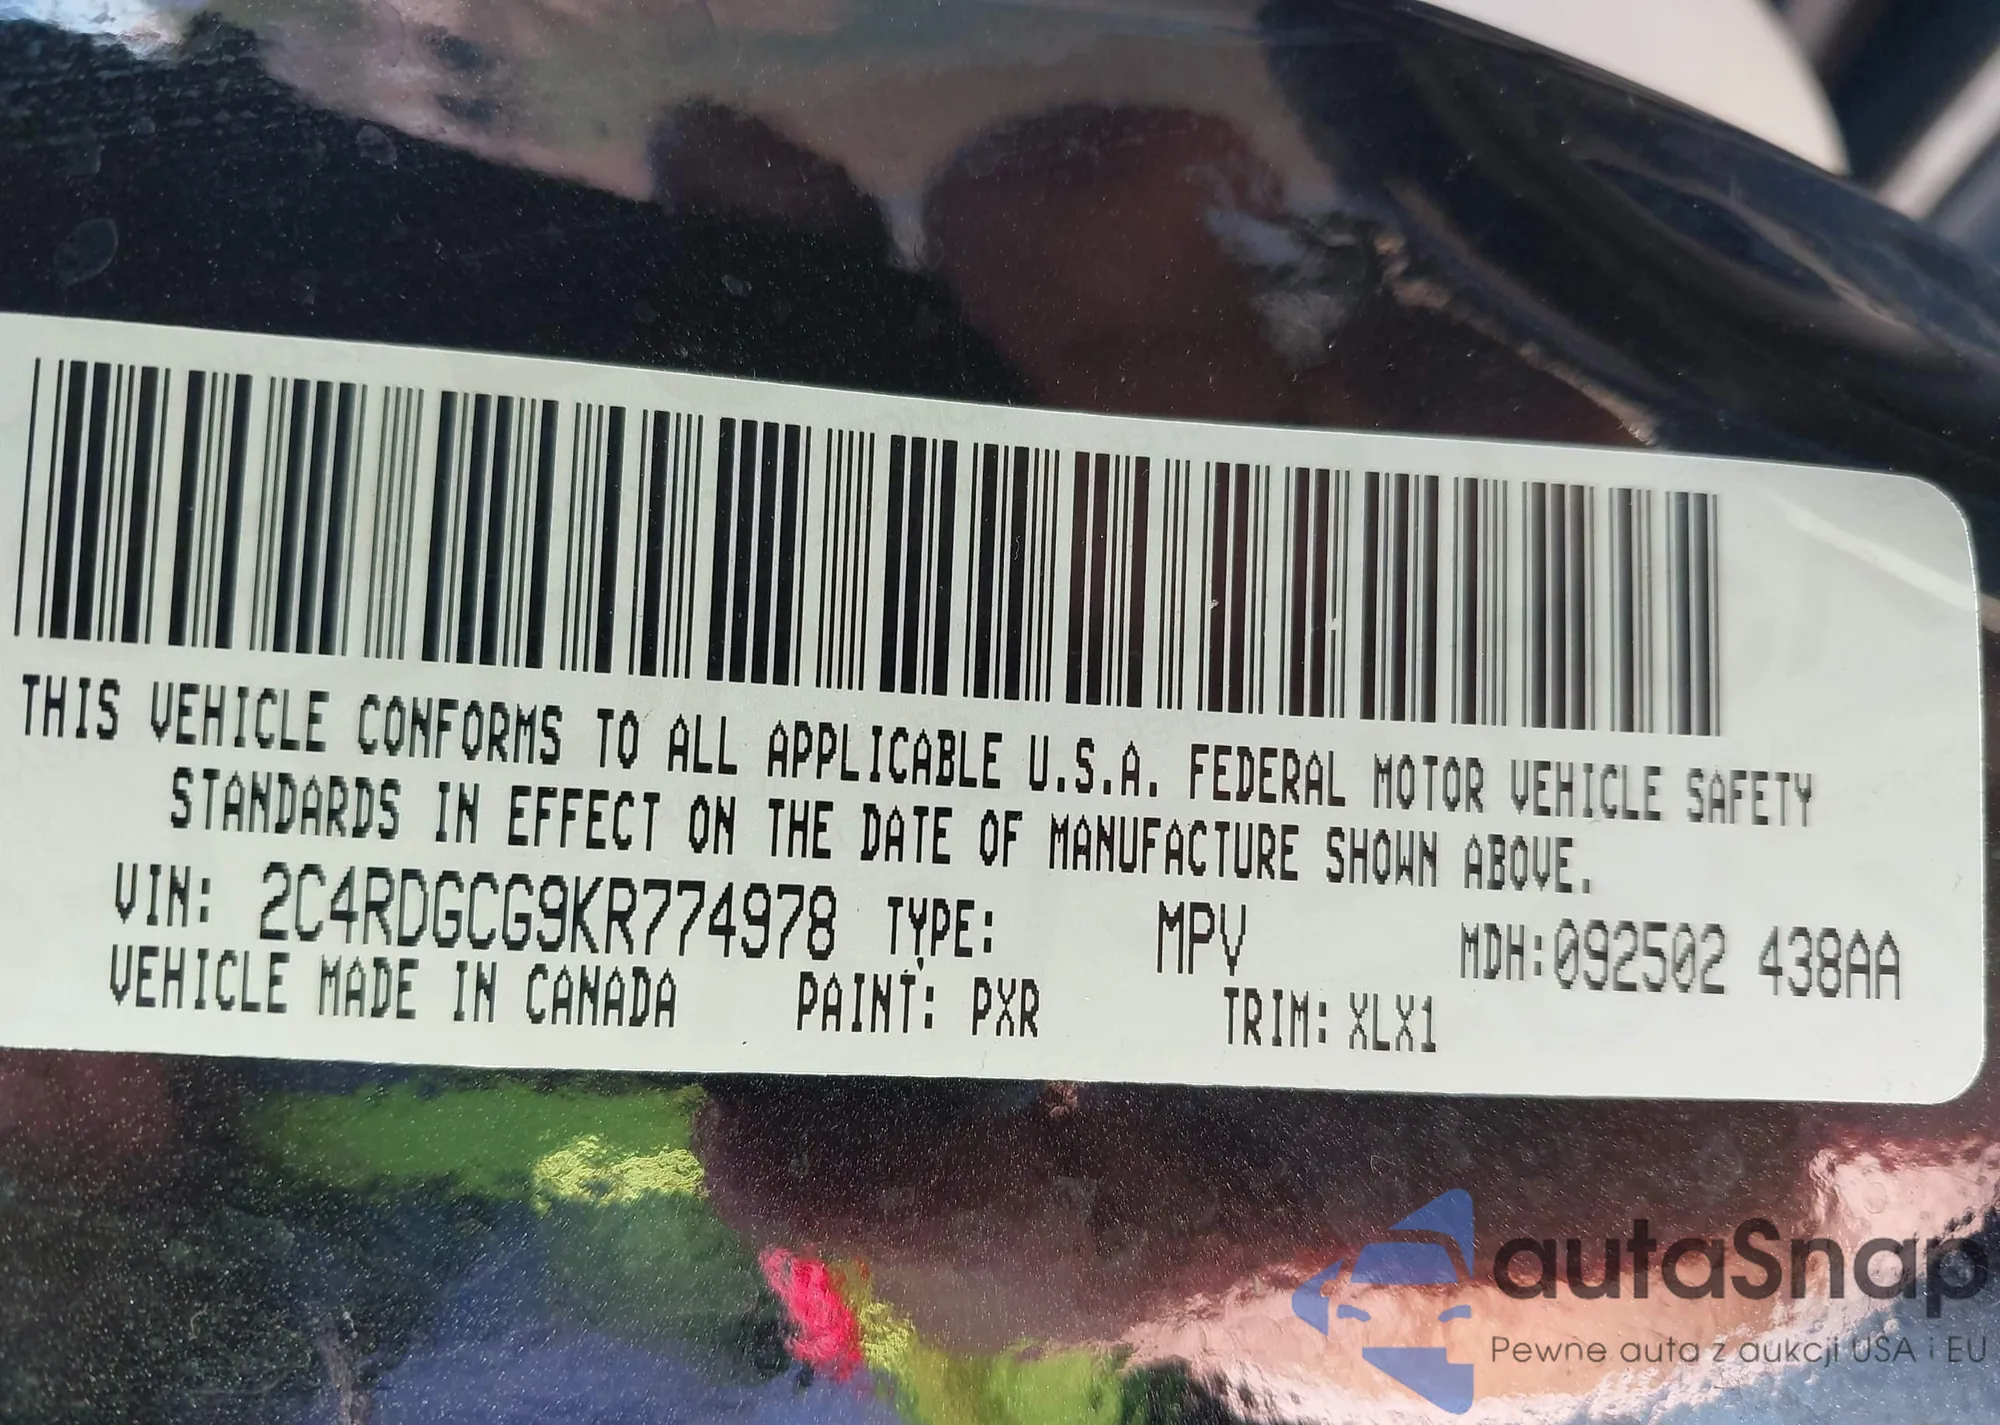 THIS VEHICLE CONFORMS TO ALL APPLICABLE U.S.A. FEDERAL MOTOR VEHICLE SAFETY
STANDARDS IN EFFECT ON THE DATE OF MANUFACTURE SHOWN ABOVE.
VIN: 2C4RDGCG9KR774978 TYPE: MPV MDH:092502 438AA
VEHICLE MADE IN CANADA PAINT: PXR TRIM: XLX1
autaSnap
Pewne auta z aukcji USA i EU